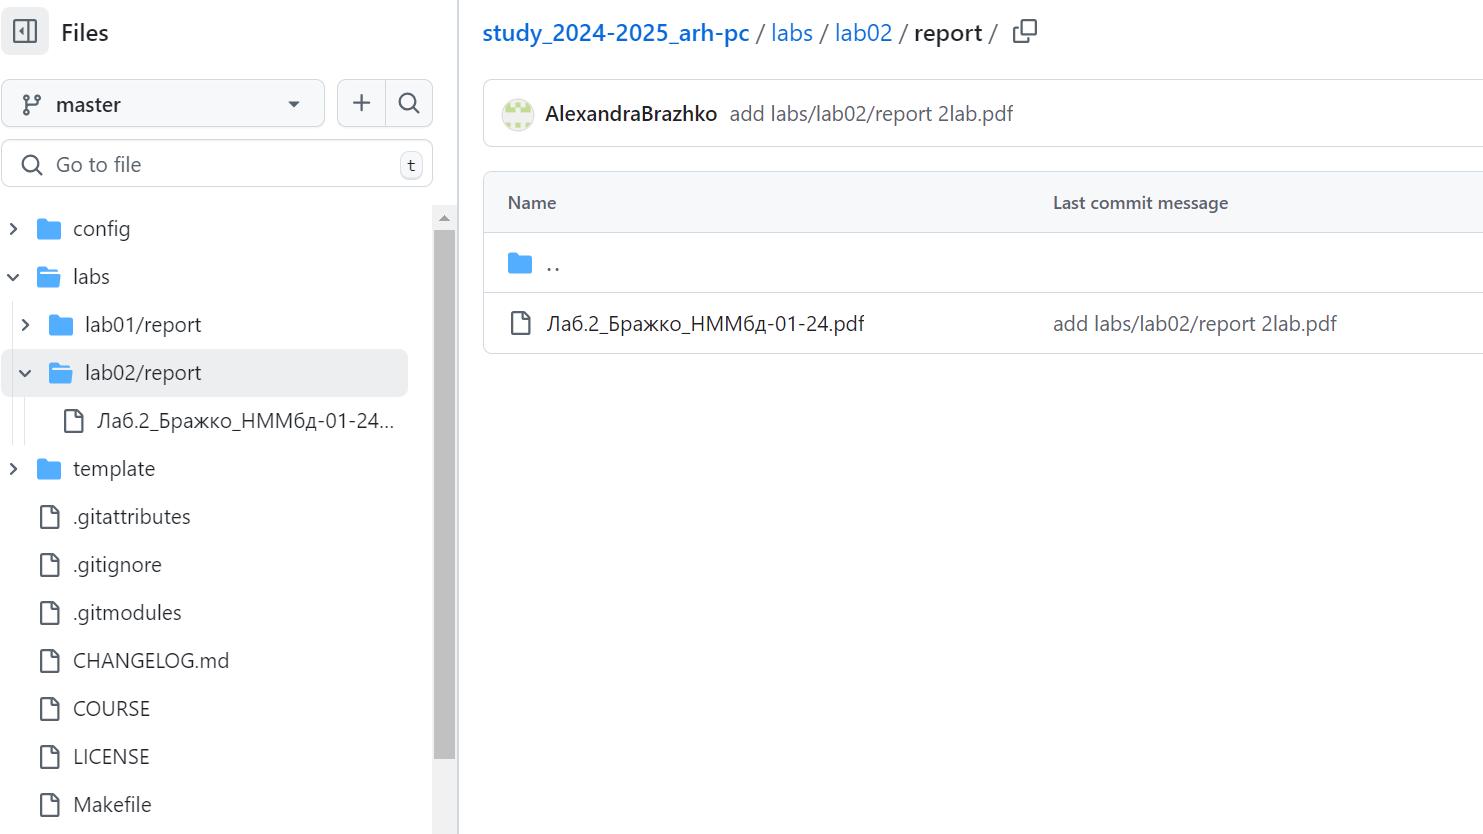 Files
master
Go to file
t
config
labs
lab01/report
lab02/report
Лаб.2_Бражко_НММбд-01-24...
template
.gitattributes
.gitignore
.gitmodules
CHANGELOG.md
COURSE
LICENSE
Makefile
study_2024-2025_arh-pc / labs / lab02 / report /
AlexandraBrazhko add labs/lab02/report 2lab.pdf
Name Last commit message
..
Лаб.2_Бражко_НММбд-01-24.pdf add labs/lab02/report 2lab.pdf